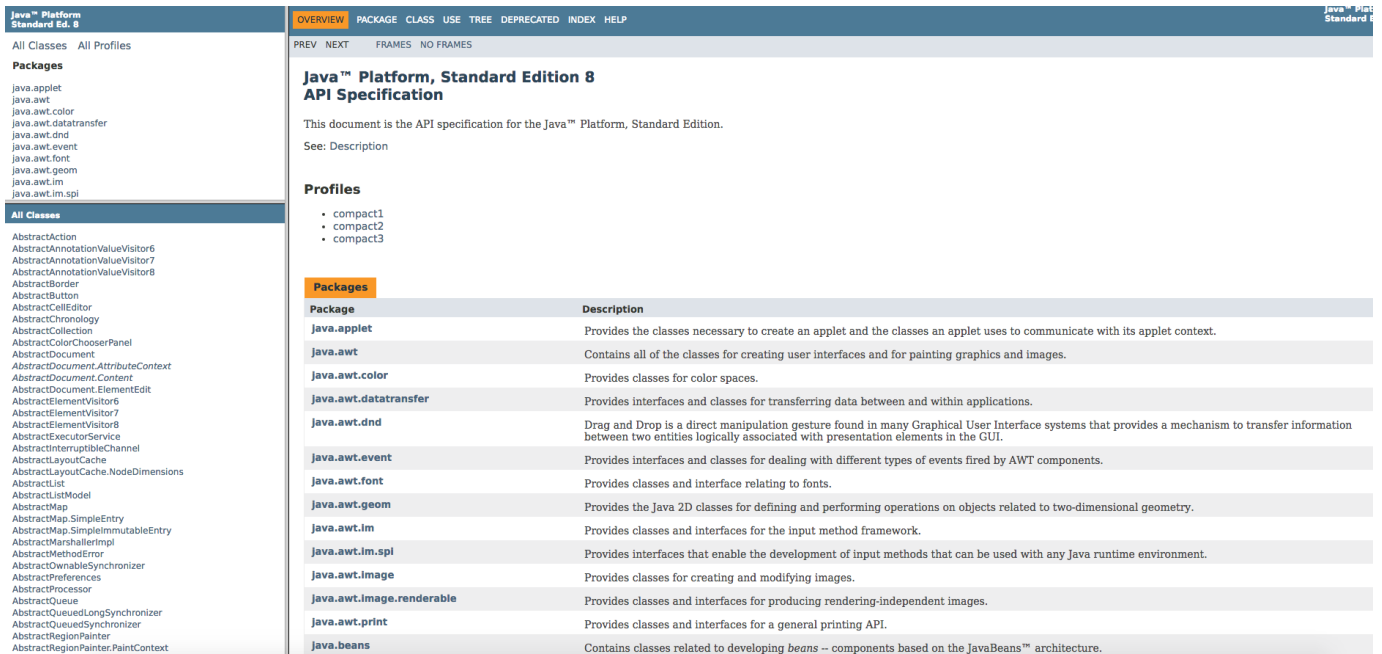 Java™ Platform
Standard Ed. 8
All Classes All Profiles
Packages
java.applet
java.awt
java.awt.color
java.awt.datatransfer
java.awt.dnd
java.awt.event
java.awt.font
java.awt.geom
java.awt.im
java.awt.im.spi
All Classes
AbstractAction
AbstractAnnotationValueVisitor6
AbstractAnnotationValueVisitor7
AbstractAnnotationValueVisitor8
AbstractBorder
AbstractButton
AbstractCellEditor
AbstractChronology
AbstractCollection
AbstractColorChooserPanel
AbstractDocument
AbstractDocument.AttributeContext
AbstractDocument.Content
AbstractDocument.ElementEdit
AbstractElementVisitor6
AbstractElementVisitor7
AbstractElementVisitor8
AbstractExecutorService
AbstractInterruptibleChannel
AbstractLayoutCache
AbstractLayoutCache.NodeDimensions
AbstractList
AbstractListModel
AbstractMap
AbstractMap.SimpleEntry
AbstractMap.SimpleImmutableEntry
AbstractMarshallerImpl
AbstractMethodError
AbstractOwnableSynchronizer
AbstractPreferences
AbstractProcessor
AbstractQueue
AbstractQueuedLongSynchronizer
AbstractQueuedSynchronizer
AbstractRegionPainter
AbstractRegionPainter.PaintContext
OVERVIEW PACKAGE CLASS USE TREE DEPRECATED INDEX HELP
Java™ Plat
Standard E
PREV NEXT FRAMES NO FRAMES
Java™ Platform, Standard Edition 8
API Specification
This document is the API specification for the Java™ Platform, Standard Edition.
See: Description
Profiles
• compact1
• compact2
• compact3
Packages
Package Description
java.applet Provides the classes necessary to create an applet and the classes an applet uses to communicate with its applet context.
java.awt Contains all of the classes for creating user interfaces and for painting graphics and images.
java.awt.color Provides classes for color spaces.
java.awt.datatransfer Provides interfaces and classes for transferring data between and within applications.
java.awt.dnd Drag and Drop is a direct manipulation gesture found in many Graphical User Interface systems that provides a mechanism to transfer information
between two entities logically associated with presentation elements in the GUI.
java.awt.event Provides interfaces and classes for dealing with different types of events fired by AWT components.
java.awt.font Provides classes and interface relating to fonts.
java.awt.geom Provides the Java 2D classes for defining and performing operations on objects related to two-dimensional geometry.
java.awt.im Provides classes and interfaces for the input method framework.
java.awt.im.spi Provides interfaces that enable the development of input methods that can be used with any Java runtime environment.
java.awt.image Provides classes for creating and modifying images.
java.awt.image.renderable Provides classes and interfaces for producing rendering-independent images.
java.awt.print Provides classes and interfaces for a general printing API.
java.beans Contains classes related to developing beans -- components based on the JavaBeans™ architecture.